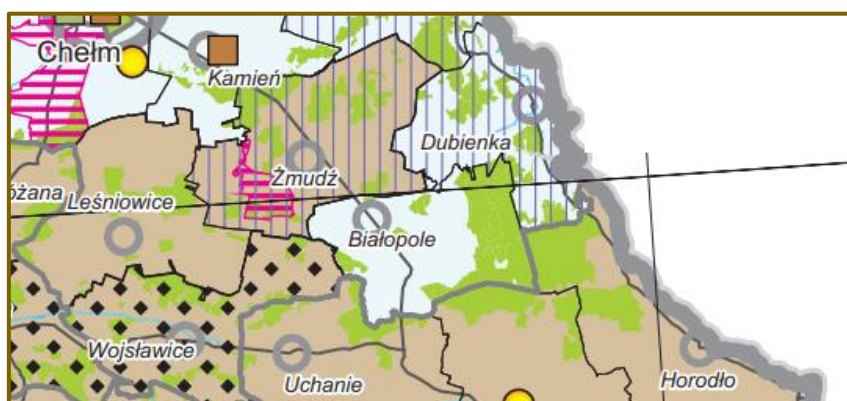 Chełm
Kamień
Dubienka
Żmudź
Leśniowice
Białopole
Wojsławice
Uchanie
Horodło